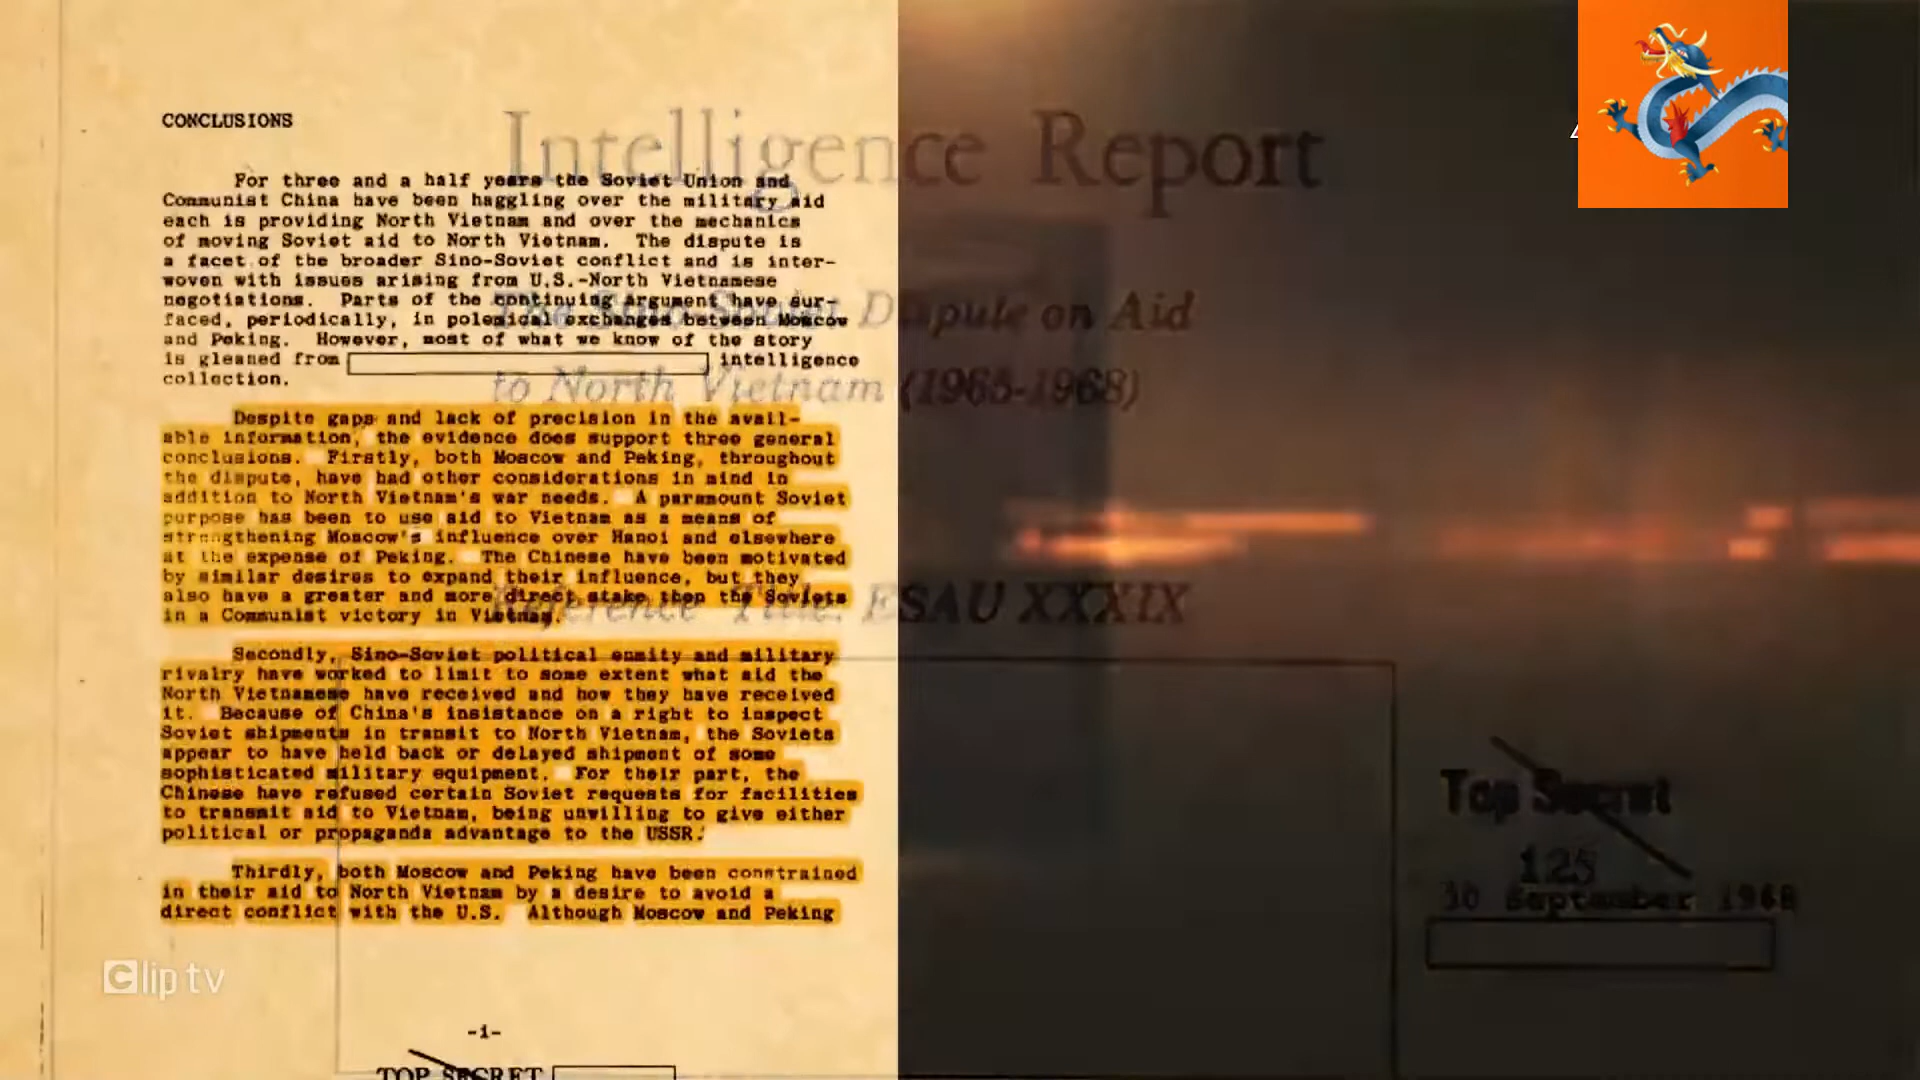 CONCLUSIONS
For three and a half years the Soviet Union and
Communist China have been haggling over the military aid
each is providing North Vietnam and over the mechanics
of moving Soviet aid to North Vietnam. The dispute is
a facet of the broader Sino-Soviet conflict and is inter-
woven with issues arising from U.S.-North Vietnamese
negotiations. Parts of the continuing argument have sur-
faced, periodically, in polemical exchanges between Moscow
and Peking. However, most of what we know of the story
is gleaned from intelligence
collection.
Despite gaps and lack of precision in the avail-
able information, the evidence does support three general
conclusions. Firstly, both Moscow and Peking, throughout
the dispute, have had other considerations in mind in
addition to North Vietnam's war needs. A paramount Soviet
purpose has been to use aid to Vietnam as a means of
strengthening Moscow's influence over Hanoi and elsewhere
at the expense of Peking. The Chinese have been motivated
by similar desires to expand their influence, but they
also have a greater and more direct stake then the Soviets
in a Communist victory in Vietnam.
Secondly, Sino-Soviet political enmity and military
rivalry have worked to limit to some extent what aid the
North Vietnamese have received and how they have received
it. Because of China's insistance on a right to inspect
Soviet shipments in transit to North Vietnam, the Soviets
appear to have held back or delayed shipment of some
sophisticated military equipment. For their part, the
Chinese have refused certain Soviet requests for facilities
to transmit aid to Vietnam, being unwilling to give either
political or propaganda advantage to the USSR.
Thirdly, both Moscow and Peking have been constrained
in their aid to North Vietnam by a desire to avoid a
direct conflict with the U.S. Although Moscow and Peking
-i-
TOP SECRET
Clip tv
Intelligence Report
The Sino-Soviet Dispute on Aid
to North Vietnam (1965-1968)
Reference Title: ESAU XXXIX
Top Secret
125
30 September 1968